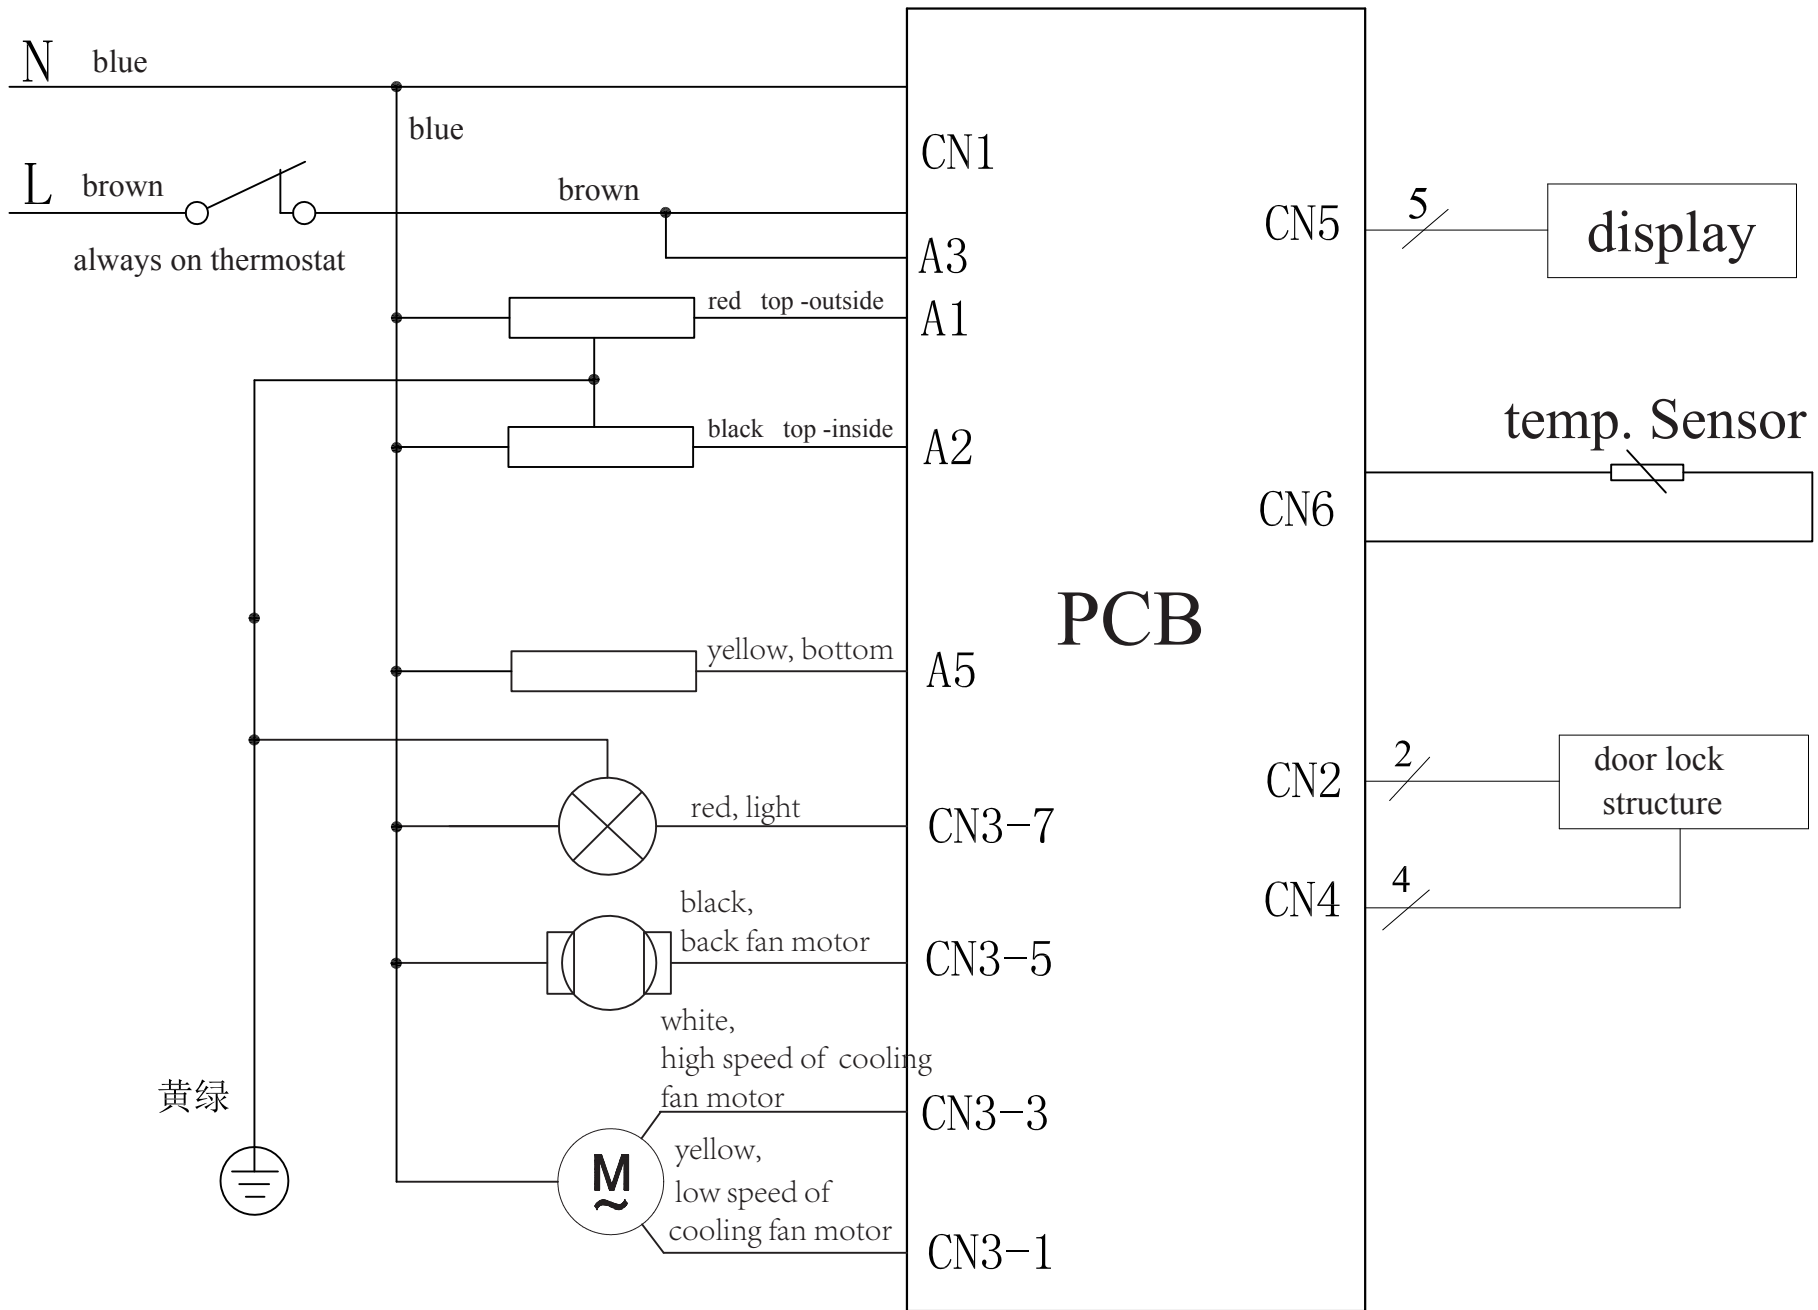 N blue
blue
CN1
L brown
brown
always on thermostat
A3
red top -outside
A1
black top -inside
A2
yellow, bottom
A5
red, light
CN3-7
black,
back fan motor
CN3-5
white,
high speed of cooling
fan motor
CN3-3
M
~
yellow,
low speed of
cooling fan motor
CN3-1
黄绿
PCB
CN5
5
display
temp. Sensor
CN6
CN2
2
door lock
structure
CN4
4